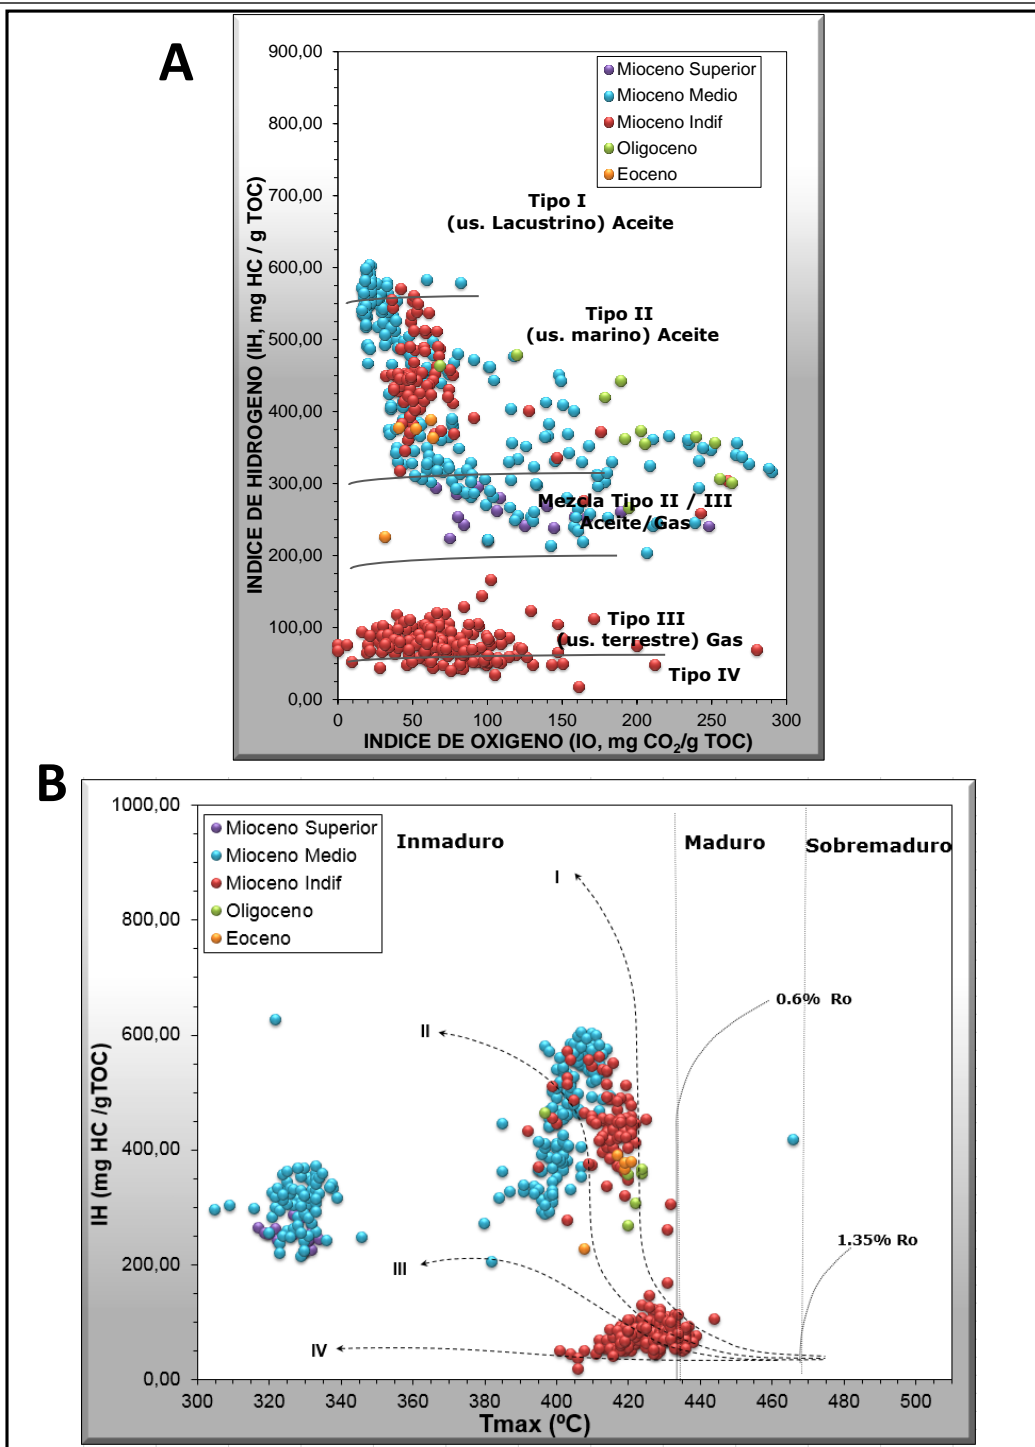 A
900,00
800,00
700,00
600,00
500,00
400,00
300,00
200,00
100,00
0,00
INDICE DE HIDROGENO (IH, mg HC / g TOC)
Mioceno Superior
Mioceno Medio
Mioceno Indif
Oligoceno
Eoceno
Tipo I
(us. Lacustrino) Aceite
Tipo II
(us. marino) Aceite
Mezcla Tipo II / III
Aceite/Gas
Tipo III
(us. terrestre) Gas
Tipo IV
0 50 100 150 200 250 300
INDICE DE OXIGENO (IO, mg CO2/g TOC)
B
1000,00
800,00
600,00
400,00
200,00
0,00
IH (mg HC /gTOC)
Mioceno Superior
Mioceno Medio
Mioceno Indif
Oligoceno
Eoceno
Inmaduro Maduro Sobremaduro
I
II
III
IV
0.6% Ro
1.35% Ro
300 320 340 360 380 400 420 440 460 480 500
Tmax (ºC)